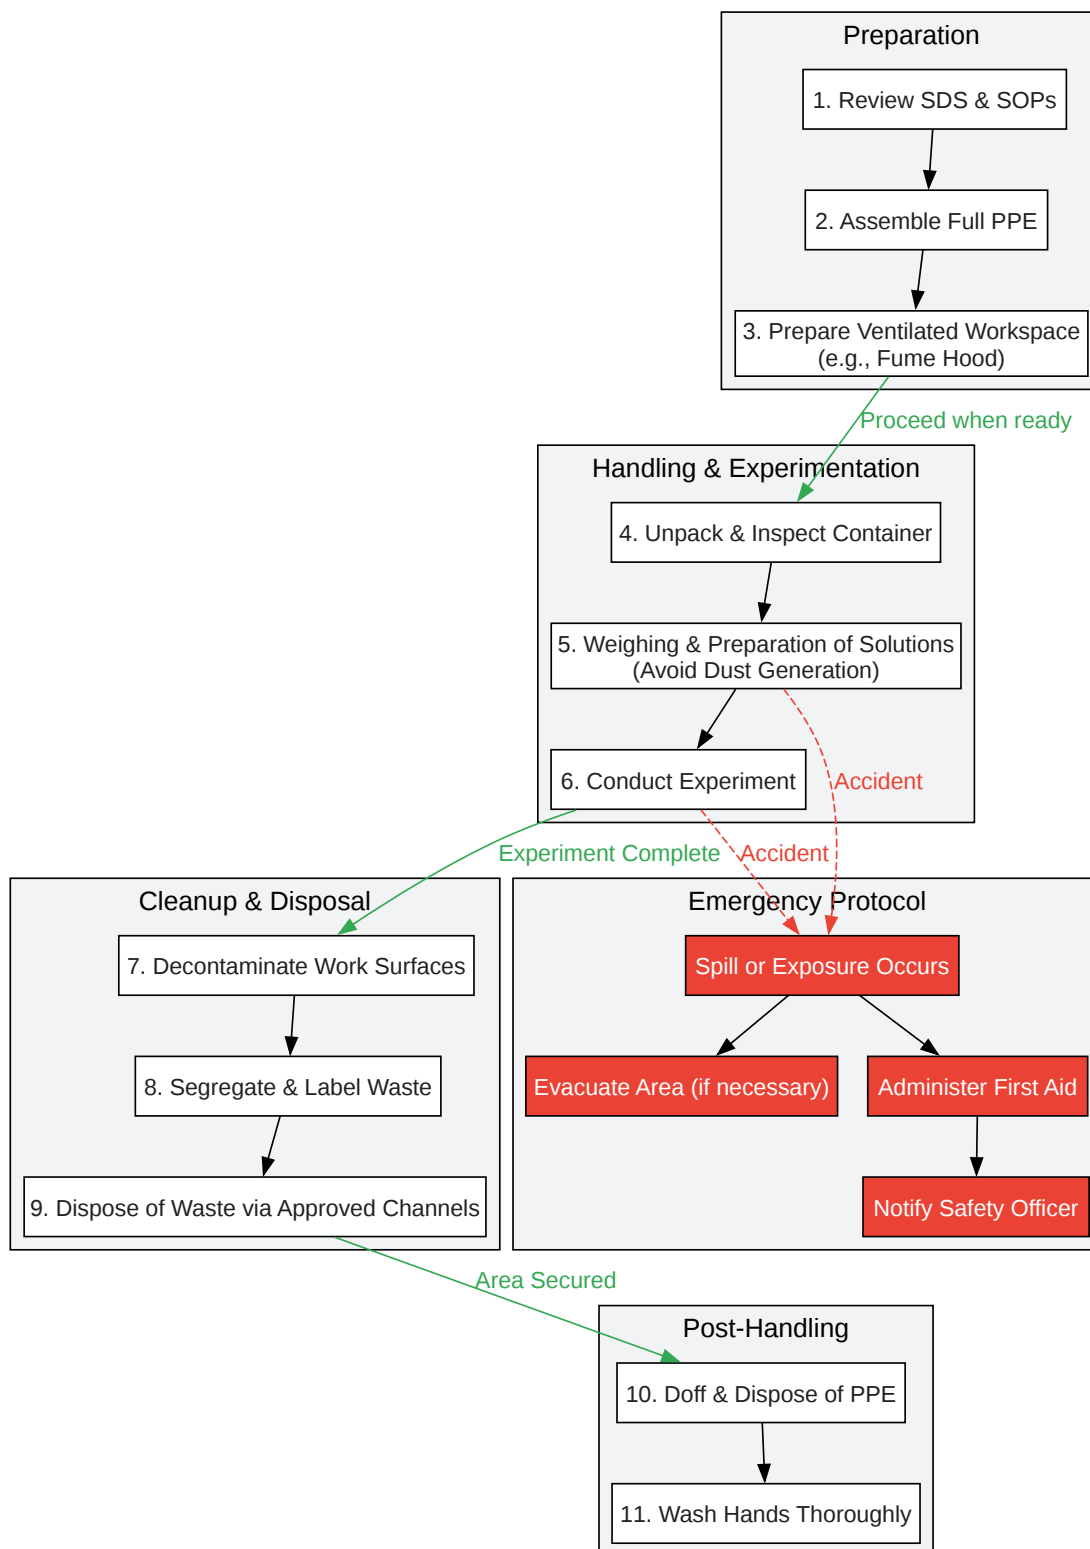 Preparation
1. Review SDS & SOPs
2. Assemble Full PPE
3. Prepare Ventilated Workspace
(e.g., Fume Hood)
Proceed when ready
Handling & Experimentation
4. Unpack & Inspect Container
5. Weighing & Preparation of Solutions
(Avoid Dust Generation)
6. Conduct Experiment
Accident
Experiment Complete
Accident
Cleanup & Disposal
7. Decontaminate Work Surfaces
8. Segregate & Label Waste
9. Dispose of Waste via Approved Channels
Emergency Protocol
Spill or Exposure Occurs
Evacuate Area (if necessary)
Administer First Aid
Notify Safety Officer
Area Secured
Post-Handling
10. Doff & Dispose of PPE
11. Wash Hands Thoroughly